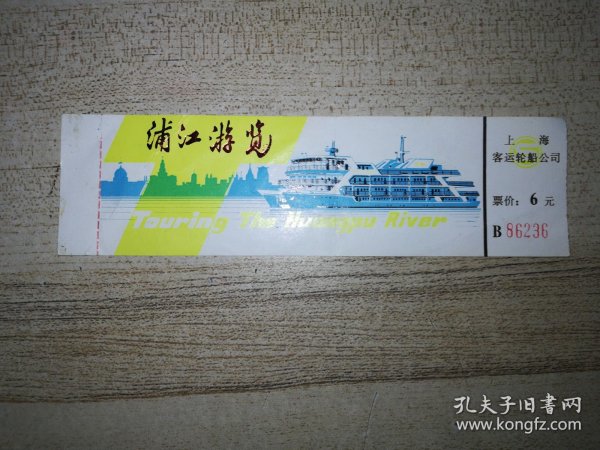 浦江游览
Touring The Huangpu River
上海
客运轮船公司
票价：6元
B 86236
孔夫子旧书网
www.kongfz.com